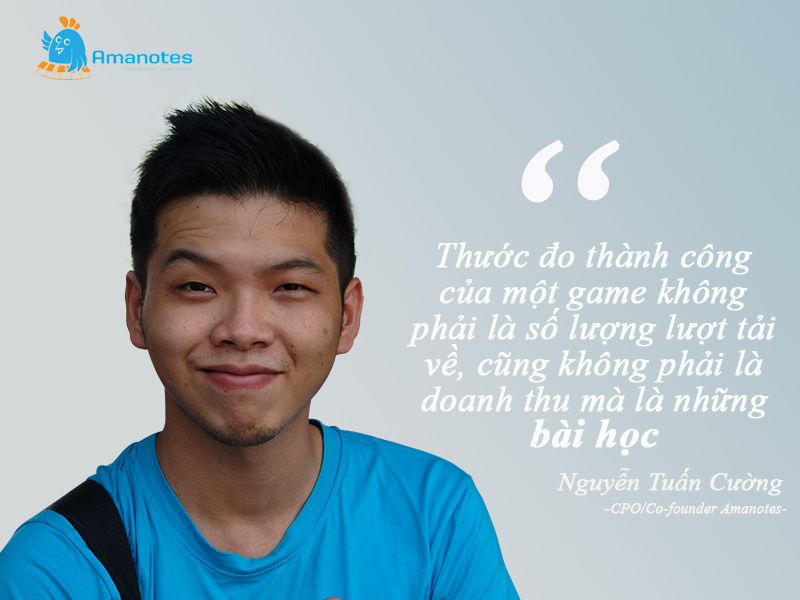 Amanotes
“
Thước đo thành công
của một game không
phải là số lượng lượt tải
về, cũng không phải là
doanh thu mà là những
bài học
Nguyễn Tuấn Cường
-CPO/Co-founder Amanotes-